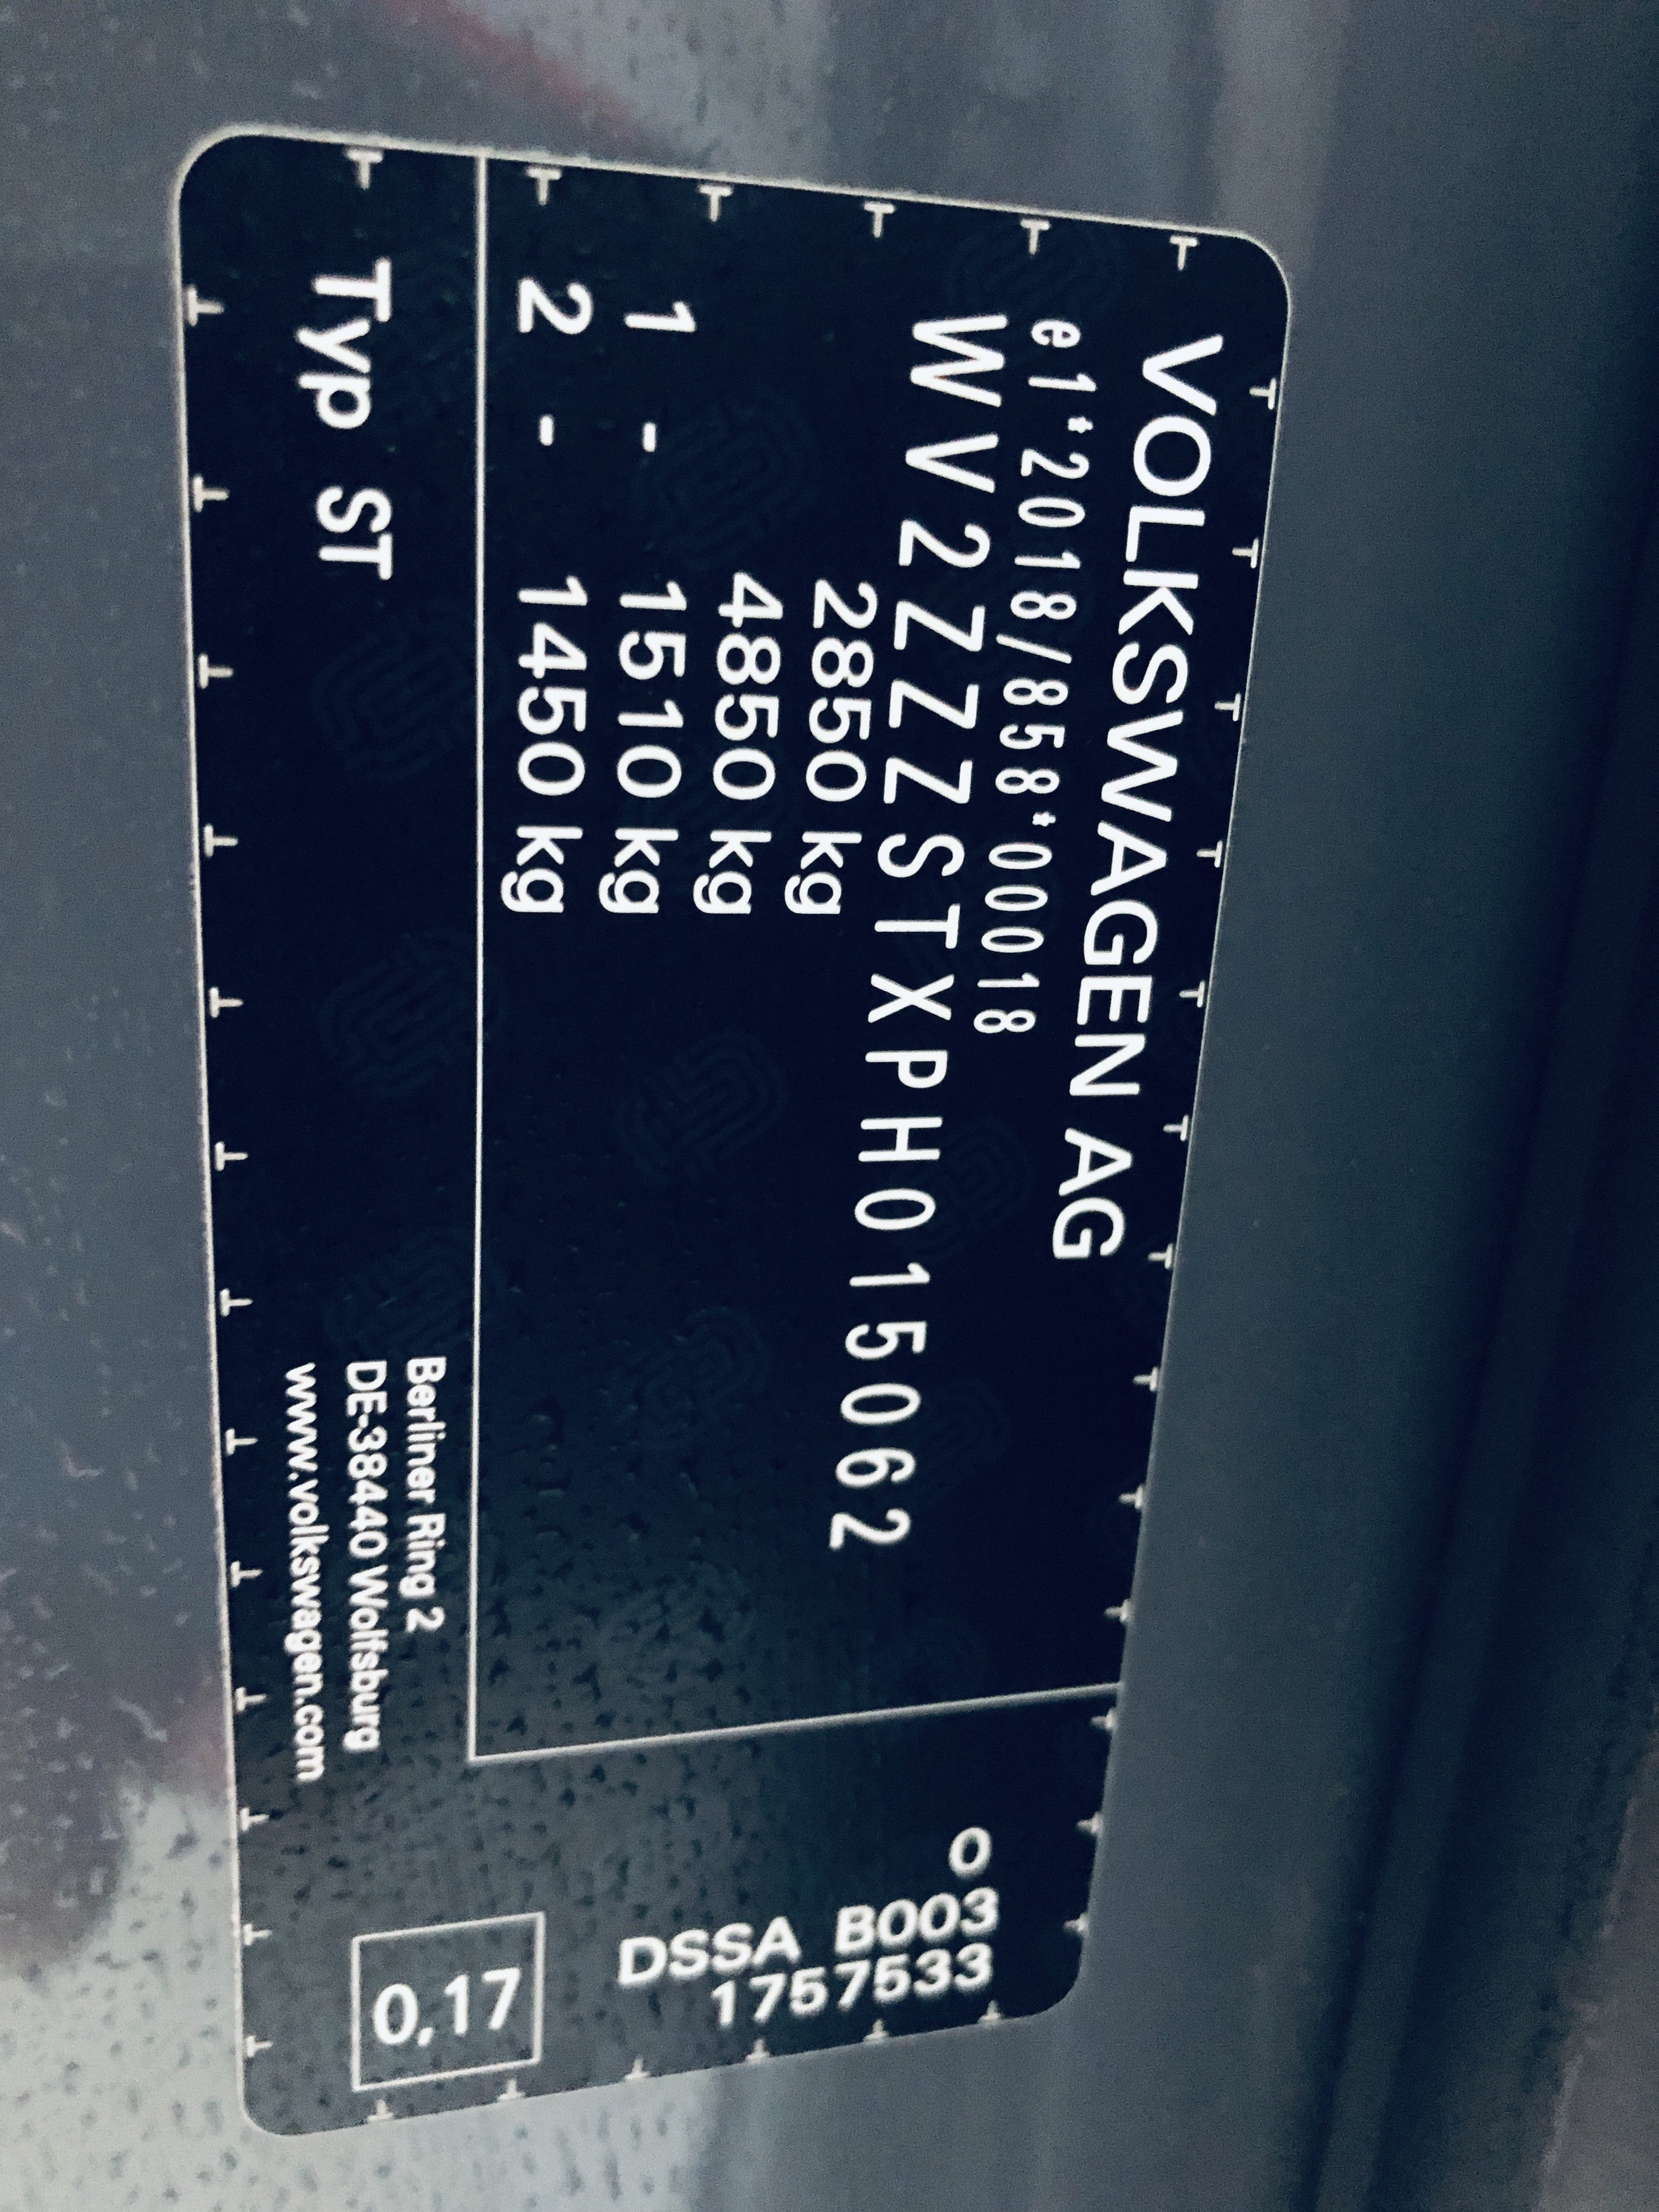 VOLKSWAGEN AG
e1*2018/858*00018
WV2ZZZSTXPH015062
2850 kg
4850 kg
1 - 1510 kg
2 - 1450 kg
Typ ST
Berliner Ring 2
DE-38440 Wolfsburg
www.volkswagen.com
0
DSSA B003
1757533
0,17